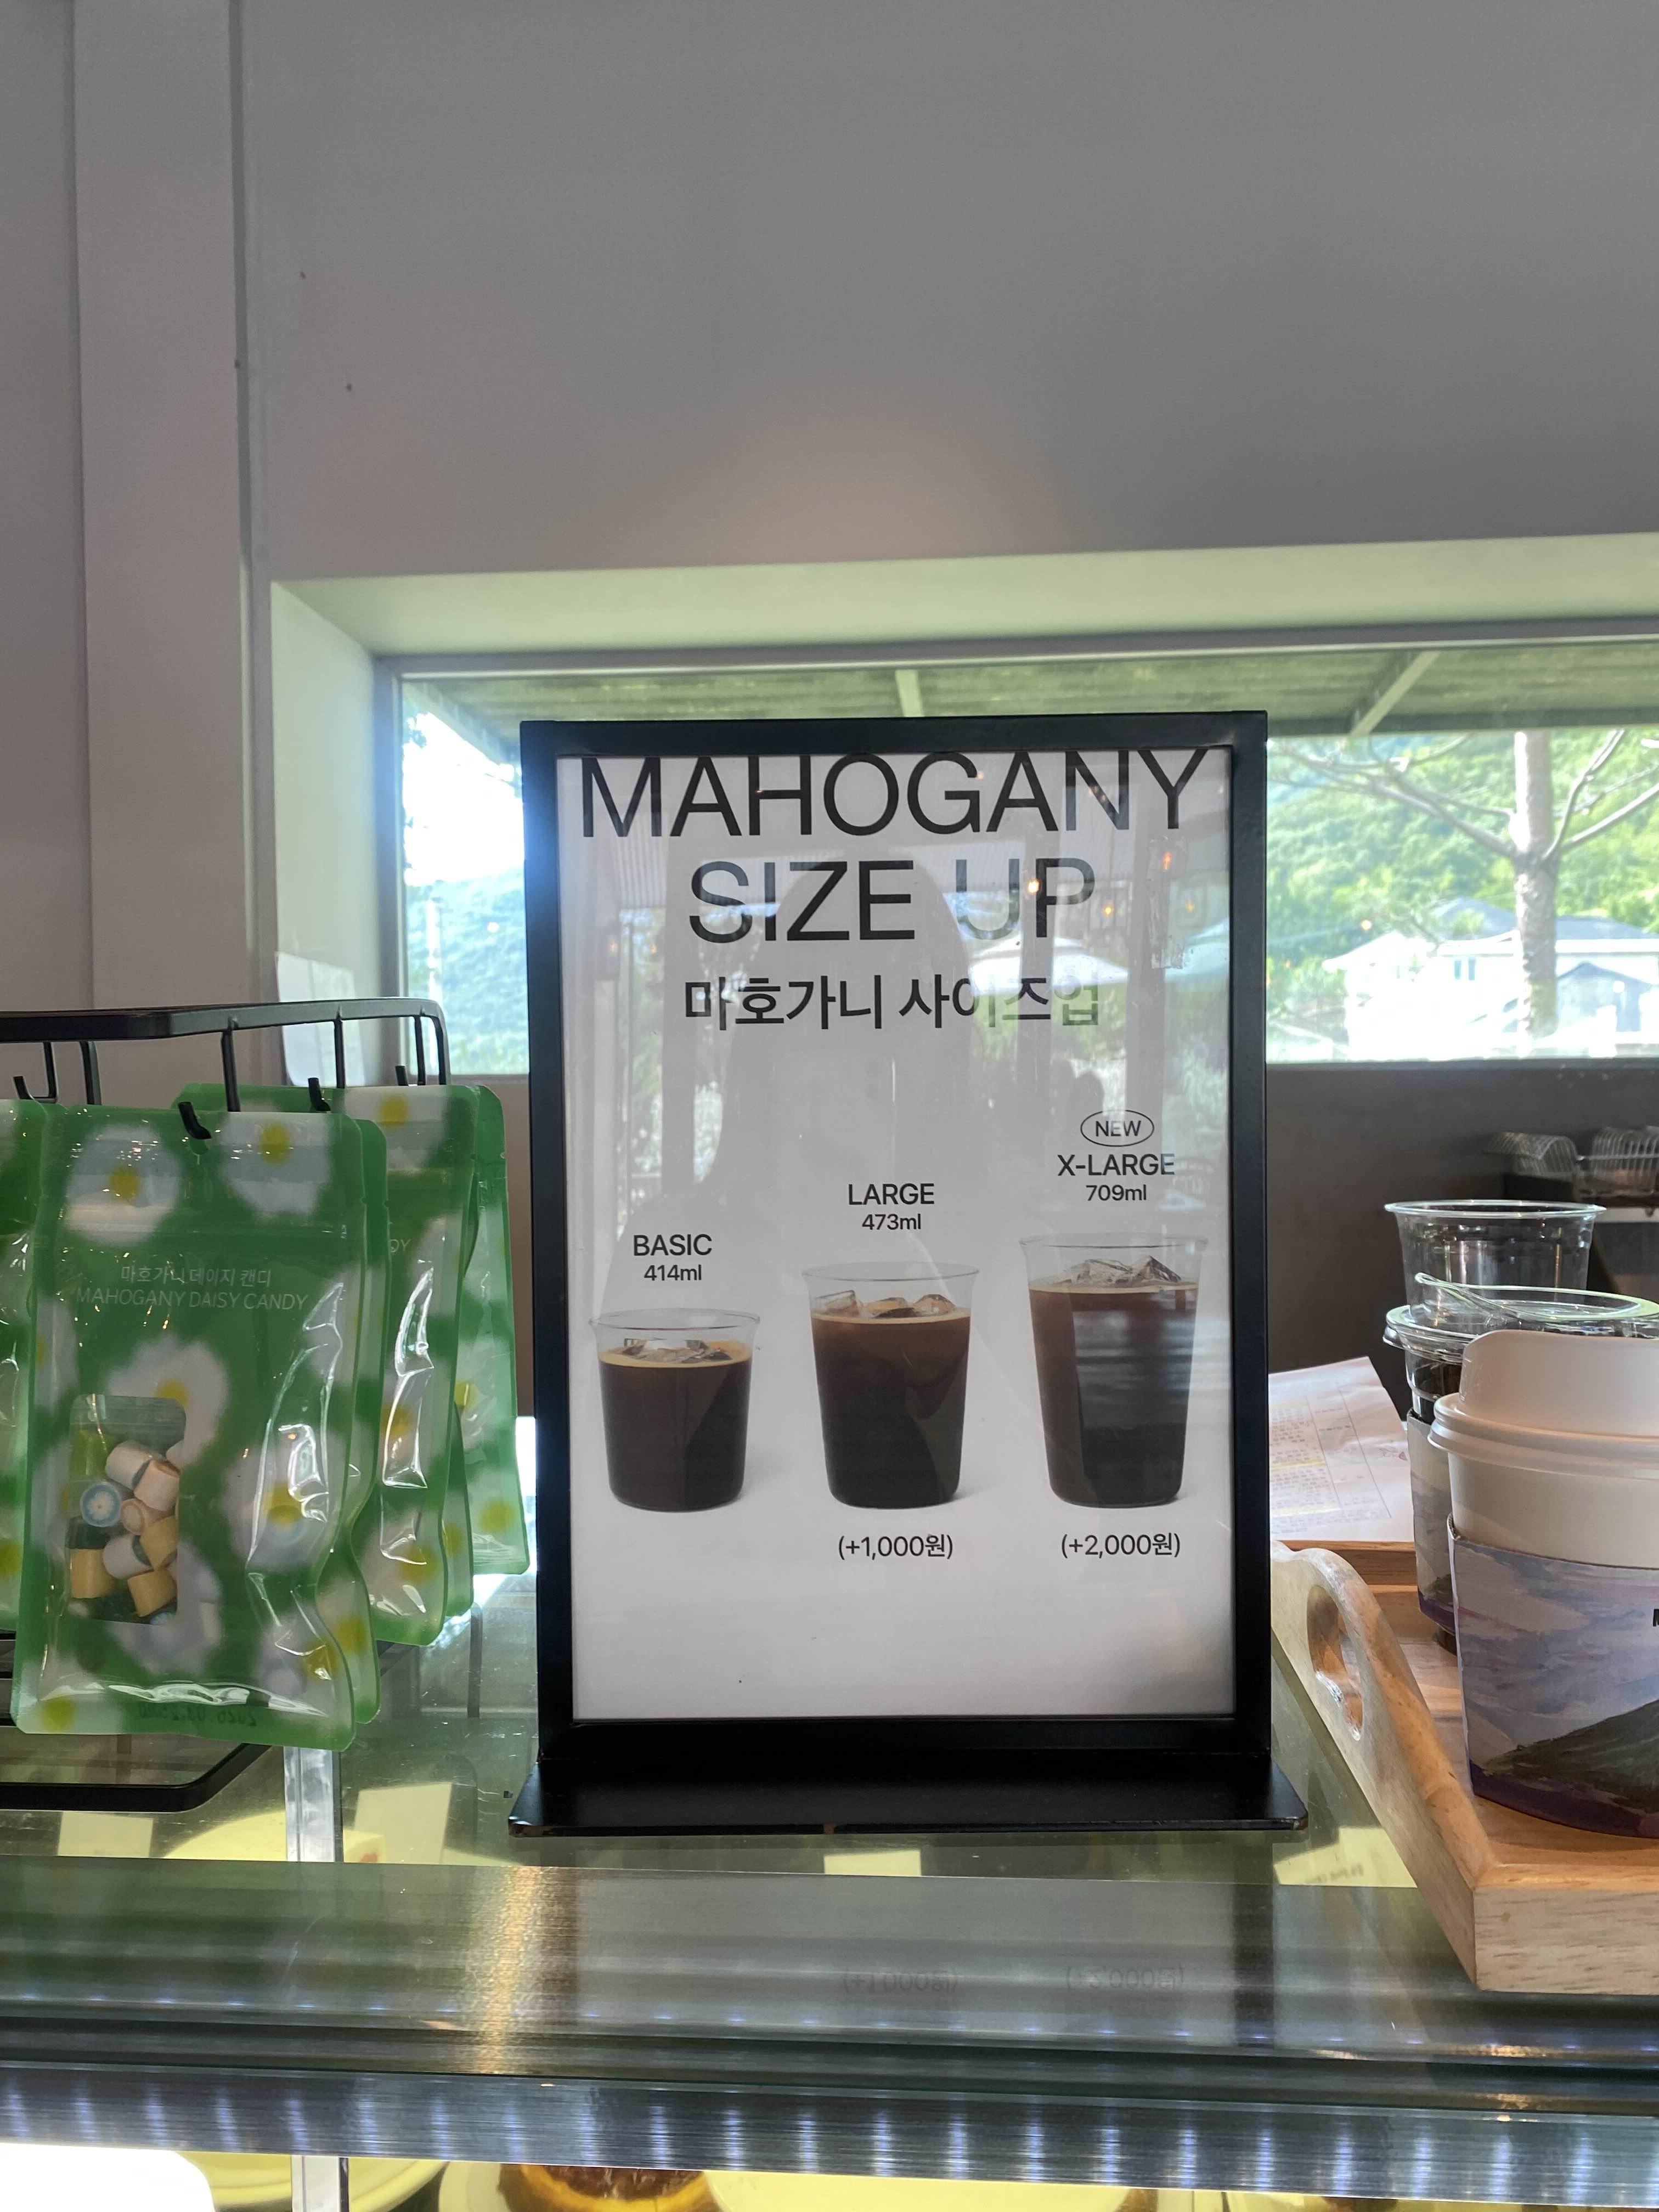 MAHOGANY
SIZE UP
마호가니 사이즈업
BASIC
414ml
LARGE
473ml
(+1,000원)
NEW
X-LARGE
709ml
(+2,000원)
마호가니 데이지 캔디
MAHOGANY DAISY CANDY